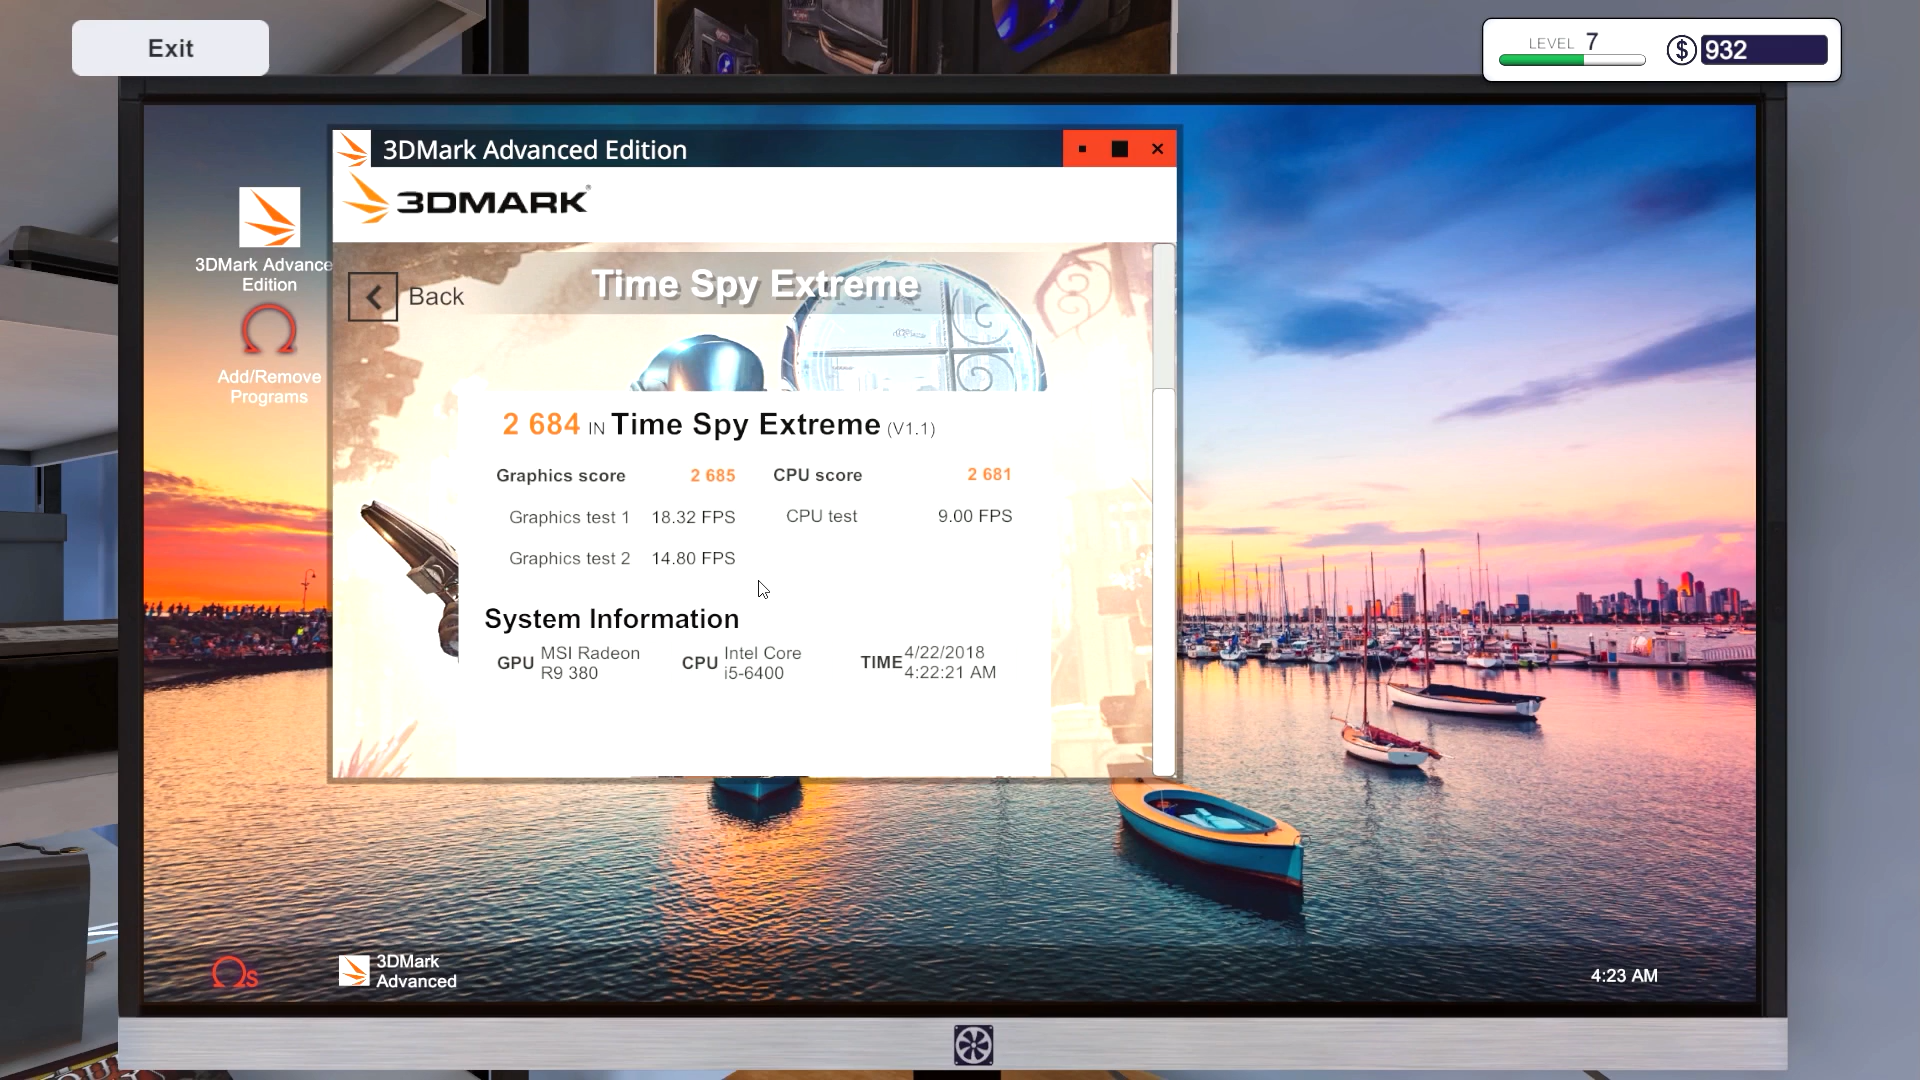 Exit
LEVEL 7
$ 932
3DMark Advanced Edition
3DMARK®
3DMark Advance
Edition
Add/Remove
Programs
Back
Time Spy Extreme
2 684 IN Time Spy Extreme (V1.1)
Graphics score 2 685 CPU score 2 681
Graphics test 1 18.32 FPS CPU test 9.00 FPS
Graphics test 2 14.80 FPS
System Information
GPU MSI Radeon R9 380 CPU Intel Core i5-6400 TIME 4/22/2018 4:22:21 AM
Ωs
3DMark
Advanced
4:23 AM